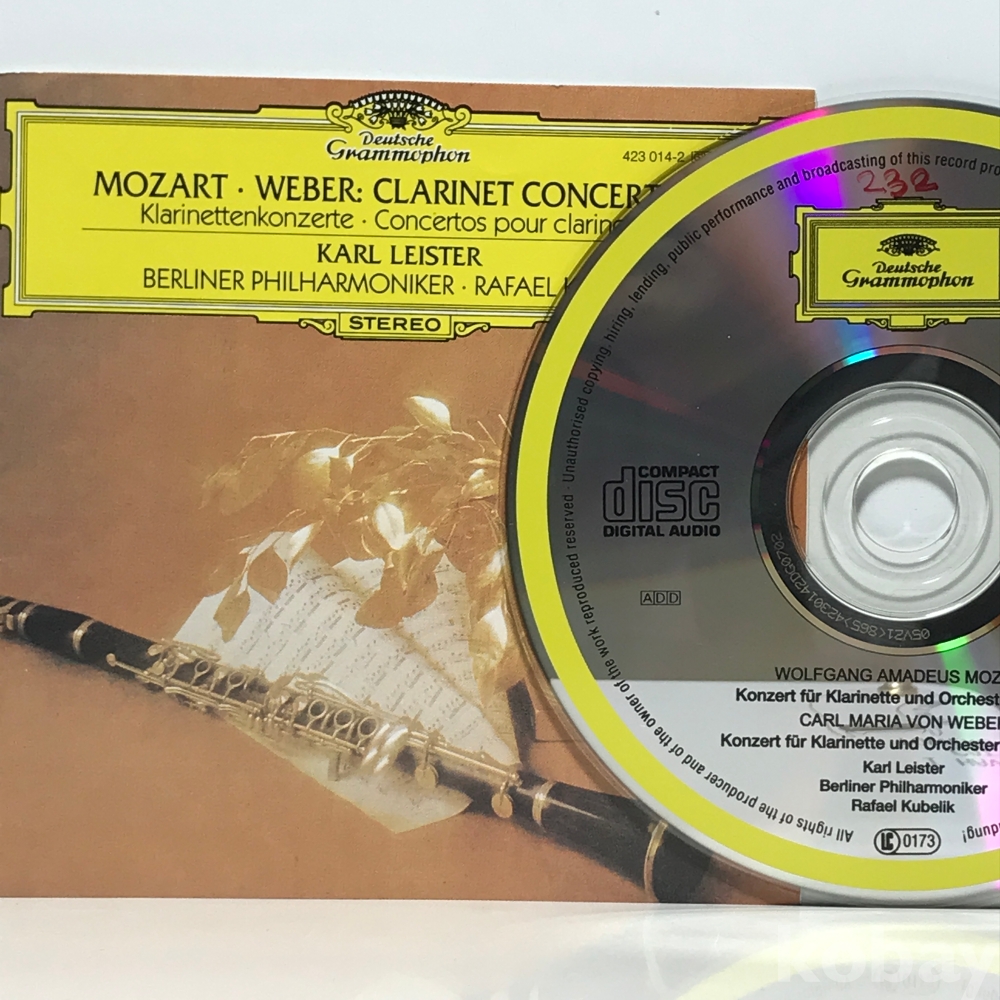 Deutsche
Grammophon
423 014-2
MOZART · WEBER: CLARINET CONCERT
Klarinettenkonzerte · Concertos pour clarin
KARL LEISTER
BERLINER PHILHARMONIKER · RAFAEL
STEREO
All rights of the producer and of the owner of the work reproduced reserved · Unauthorised copying, hiring, lending, public performance and broadcasting of this record pro
232
Deutsche
Grammophon
COMPACT
disc
DIGITAL AUDIO
ADD
WOLFGANG AMADEUS MOZ
Konzert für Klarinette und Orchest
CARL MARIA VON WEBE
Konzert für Klarinette und Orchester
Karl Leister
Berliner Philharmoniker
Rafael Kubelik
LC 0173